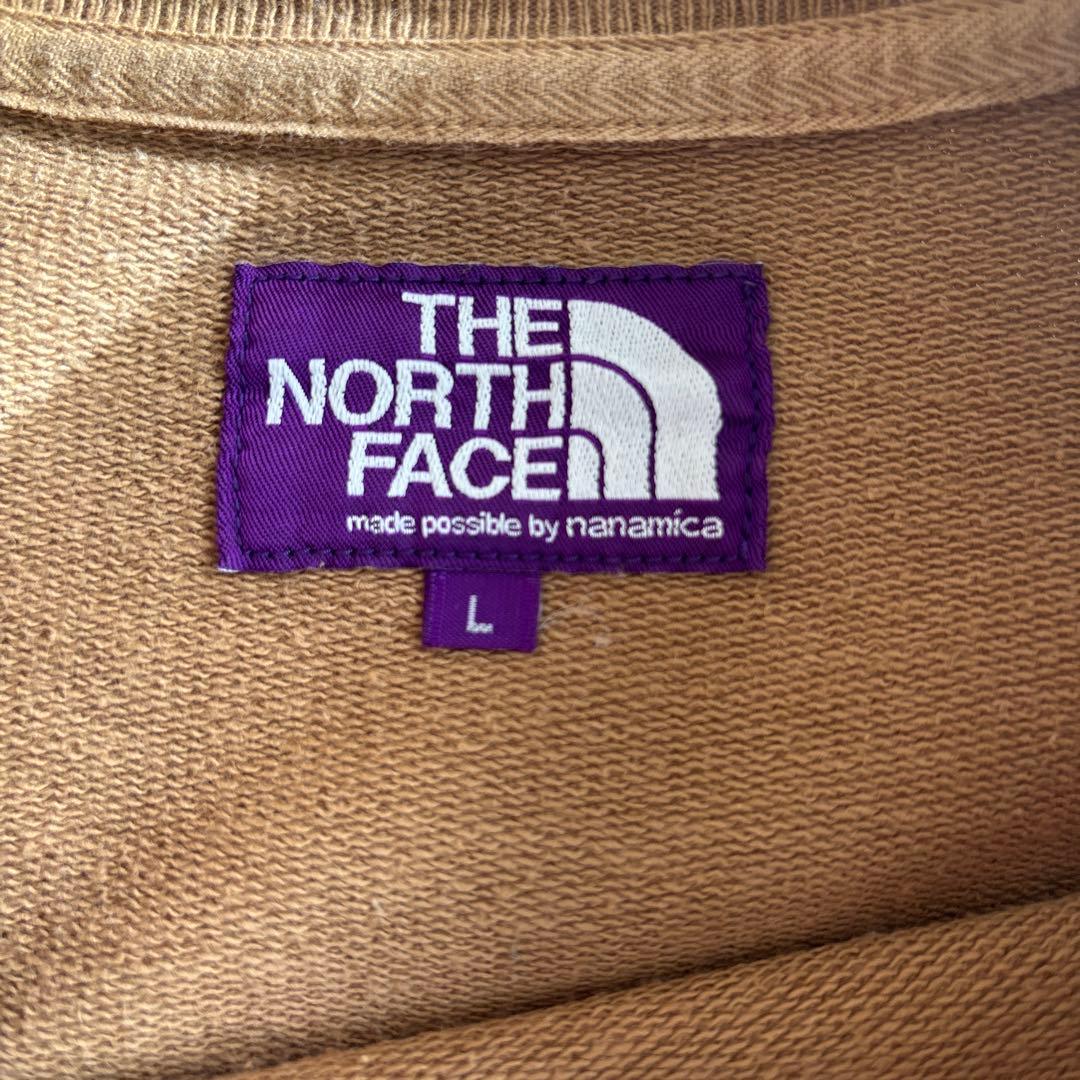 THE
NORTH
FACE
made possible by nanamica
L